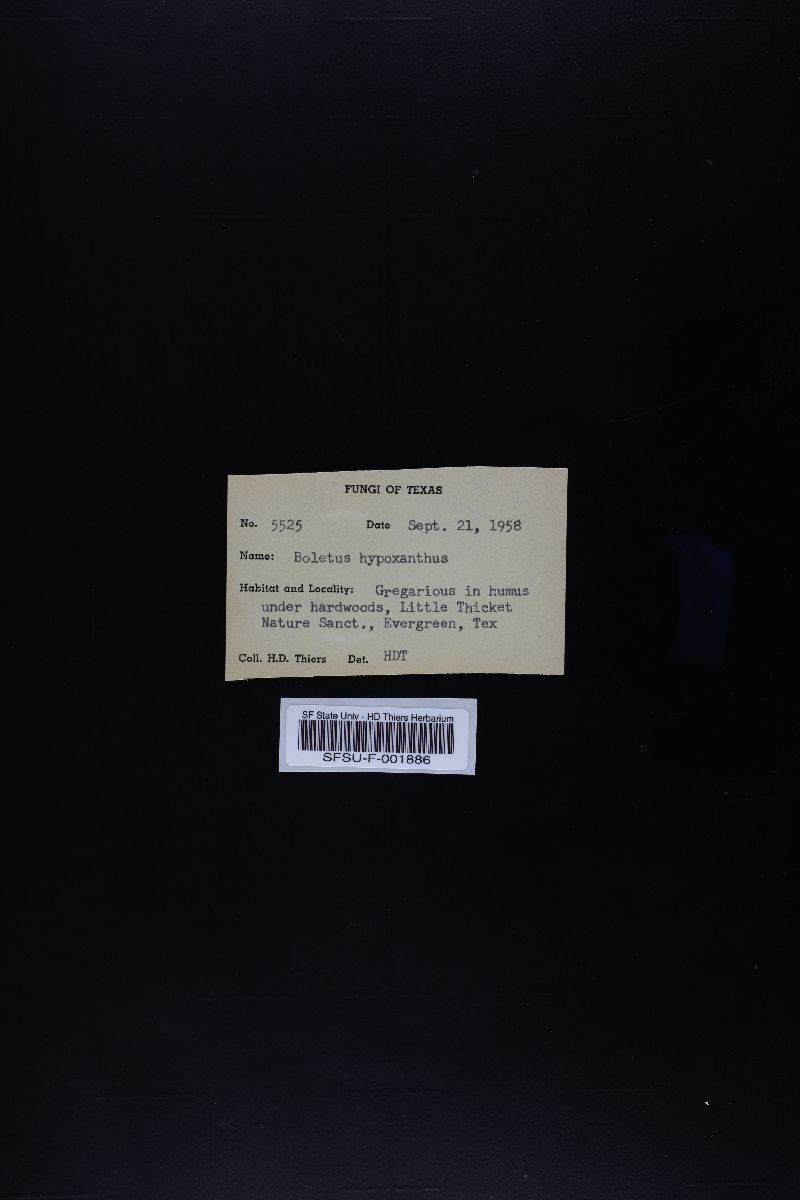 FUNGI OF TEXAS
No. 5525 Date Sept. 21, 1958
Name: Boletus hypoxanthus
Habitat and Locality: Gregarious in humus
under hardwoods, Little Thicket
Nature Sanct., Evergreen, Tex
Coll. H.D. Thiers Det. HDT
SF State Univ - HD Thiers Herbarium
SFSU-F-001886